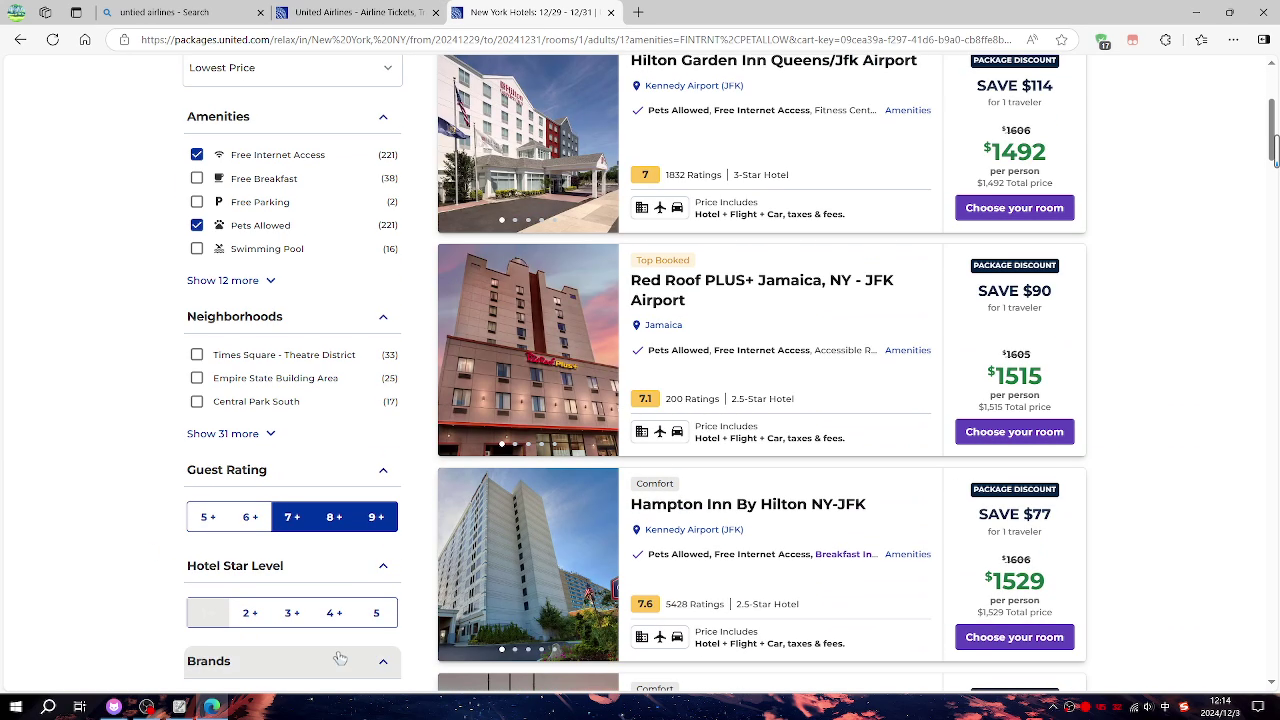 united airlines - Search
United Airlines - Airline Tickets, Tr
New York hotels 12/29 - 12/31 |
https://packages.united.com/relax/in/New%20York,NY/from/20241229/to/20241231/rooms/1/adults/1?amenities=FINTRNT%7CPETALLOW&cart-key=09cea39a-f297-41d6-b9a0-cb8ffe8b...
17
Lowest Price
Amenities
Free Internet Access (221)
Free Breakfast (38)
Free Parking (2)
Pets Allowed (221)
Swimming Pool (16)
Show 12 more
Neighborhoods
Times Square - Theatre District (33)
Empire State Building Area (25)
Central Park South (17)
Show 31 more
Guest Rating
5 + 6 + 7 + 8 + 9 +
Hotel Star Level
2 + 3 + 4 + 5
Brands
Hilton Garden Inn Queens/Jfk Airport
Kennedy Airport (JFK)
Pets Allowed, Free Internet Access, Fitness Cent... Amenities
7 1832 Ratings | 3-Star Hotel
Price Includes
Hotel + Flight + Car, taxes & fees.
PACKAGE DISCOUNT
SAVE $114
for 1 traveler
$1606
$1492
per person
$1,492 Total price
Choose your room
Top Booked
Red Roof PLUS+ Jamaica, NY - JFK
Airport
Jamaica
Pets Allowed, Free Internet Access, Accessible R... Amenities
7.1 200 Ratings | 2.5-Star Hotel
Price Includes
Hotel + Flight + Car, taxes & fees.
PACKAGE DISCOUNT
SAVE $90
for 1 traveler
$1605
$1515
per person
$1,515 Total price
Choose your room
Comfort
Hampton Inn By Hilton NY-JFK
Kennedy Airport (JFK)
Pets Allowed, Free Internet Access, Breakfast In... Amenities
7.6 5428 Ratings | 2.5-Star Hotel
Price Includes
Hotel + Flight + Car, taxes & fees.
PACKAGE DISCOUNT
SAVE $77
for 1 traveler
$1606
$1529
per person
$1,529 Total price
Choose your room
Comfort
中
12:14
2024/12/3